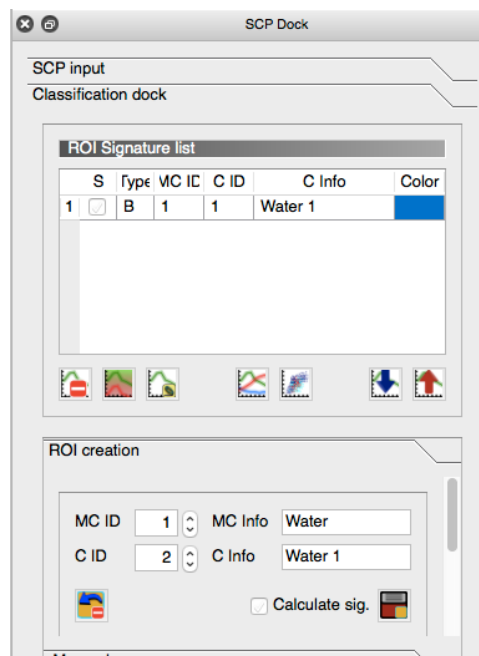 SCP Dock
SCP input
Classification dock
ROI Signature list
S Type MC ID C ID C Info Color
1 B 1 1 Water 1
ROI creation
MC ID 1 MC Info Water
C ID 2 C Info Water 1
Calculate sig.